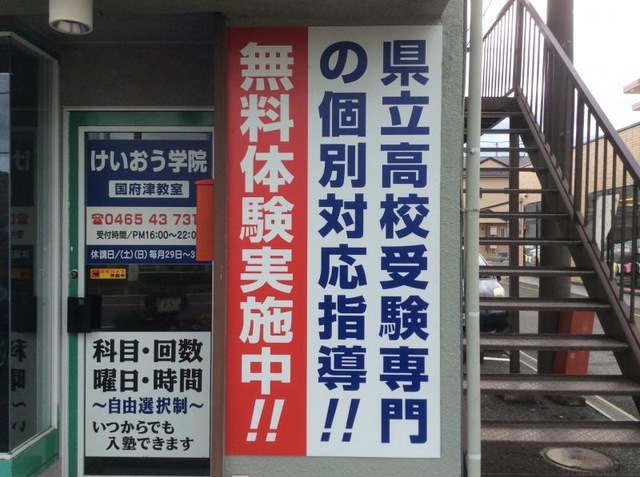 県立高校受験専門
の個別対応指導!!
無料体験実施中!!
けいおう学院
国府津教室
☎0465 43 731
受付時間/PM16:00〜22:0
休講日/(土)(日)毎月29日〜3
科目・回数
曜日・時間
〜自由選択制〜
いつからでも
入塾できます